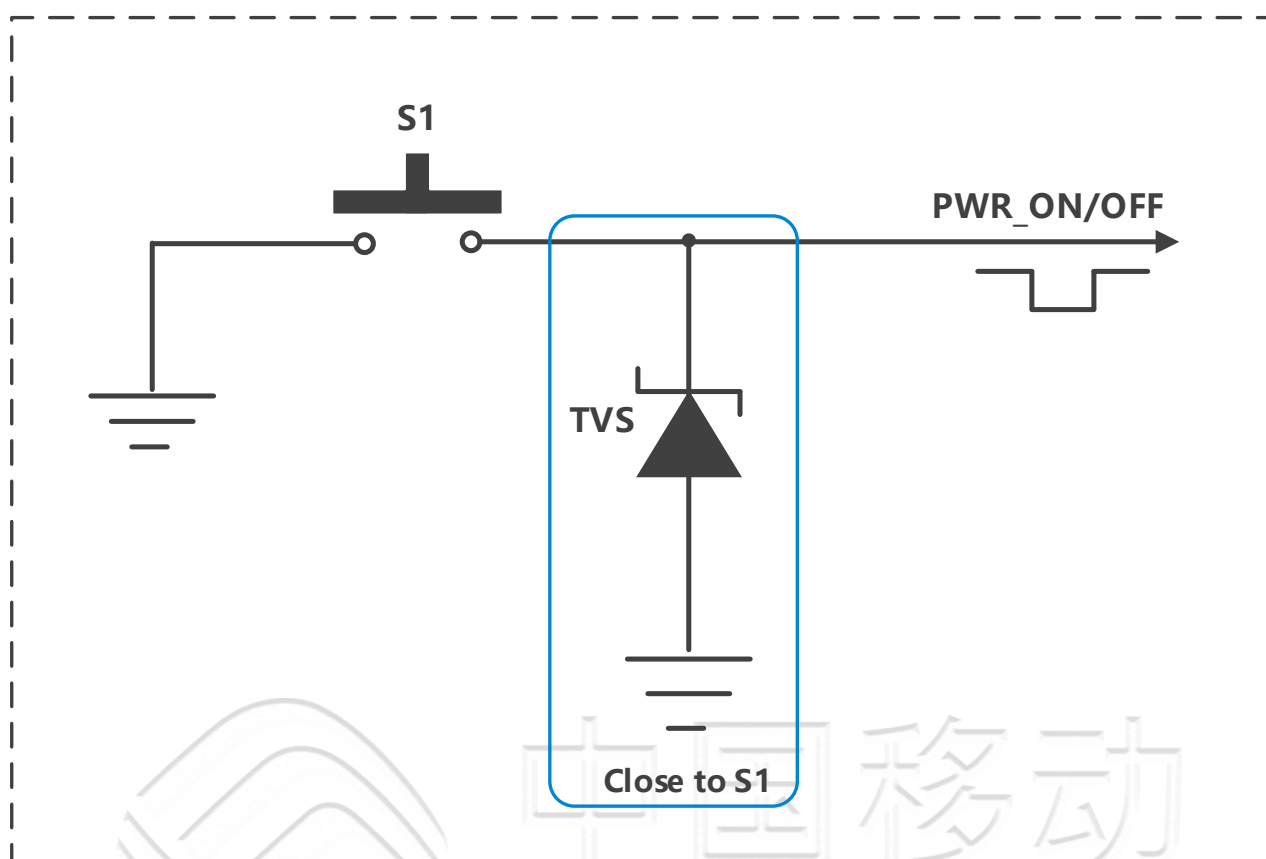 S1
PWR_ON/OFF
TVS
Close to S1
中国移动